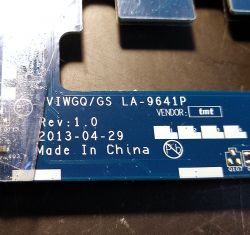 VIWGQ/GS LA-9641P
VENDOR: tmt
Rev:1.0
2013-04-29
Made In China